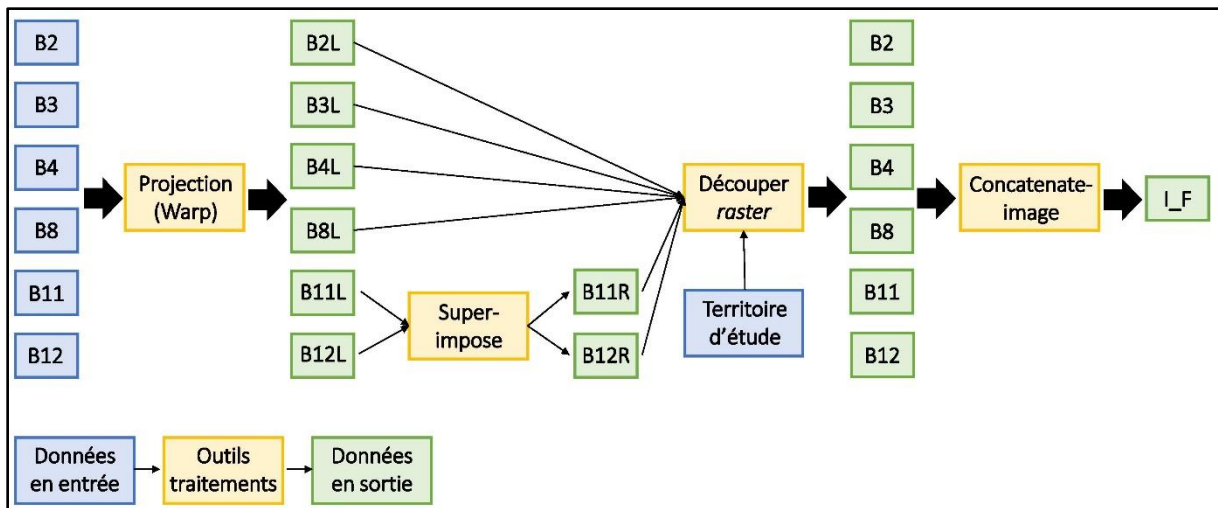 B2
B3
B4
B8
B11
B12
Projection
(Warp)
B2L
B3L
B4L
B8L
B11L
B12L
Super-
impose
B11R
B12R
Découper
raster
Territoire
d'étude
B2
B3
B4
B8
B11
B12
Concatenate-
image
I_F
Données
en entrée
Outils
traitements
Données
en sortie